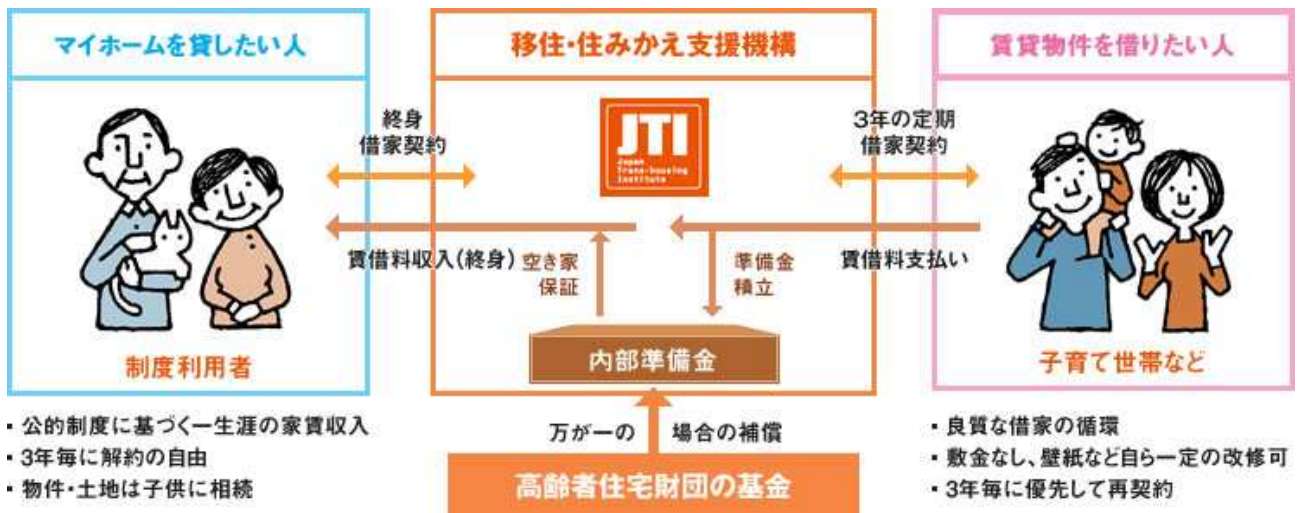 マイホームを貸したい人
移住・住みかえ支援機構
賃貸物件を借りたい人
終身
借家契約
JTI
Japan
Trans-housing
Institute
3年の定期
借家契約
賃借料収入(終身)
空き家
保証
準備金
積立
賃借料支払い
内部準備金
制度利用者
子育て世帯など
▪ 公的制度に基づく一生涯の家賃収入
▪ 3年毎に解約の自由
▪ 物件・土地は子供に相続
万が一の 場合の補償
高齢者住宅財団の基金
▪ 良質な借家の循環
▪ 敷金なし、壁紙など自ら一定の改修可
▪ 3年毎に優先して再契約